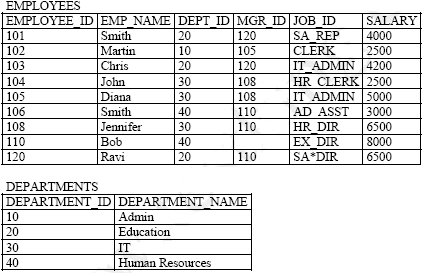 EMPLOYEES
EMPLOYEE_ID EMP_NAME DEPT_ID MGR_ID JOB_ID SALARY
101 Smith 20 120 SA_REP 4000
102 Martin 10 105 CLERK 2500
103 Chris 20 120 IT_ADMIN 4200
104 John 30 108 HR_CLERK 2500
105 Diana 30 108 IT_ADMIN 5000
106 Smith 40 110 AD_ASST 3000
108 Jennifer 30 110 HR_DIR 6500
110 Bob 40 EX_DIR 8000
120 Ravi 20 110 SA*DIR 6500
DEPARTMENTS
DEPARTMENT_ID DEPARTMENT_NAME
10 Admin
20 Education
30 IT
40 Human Resources